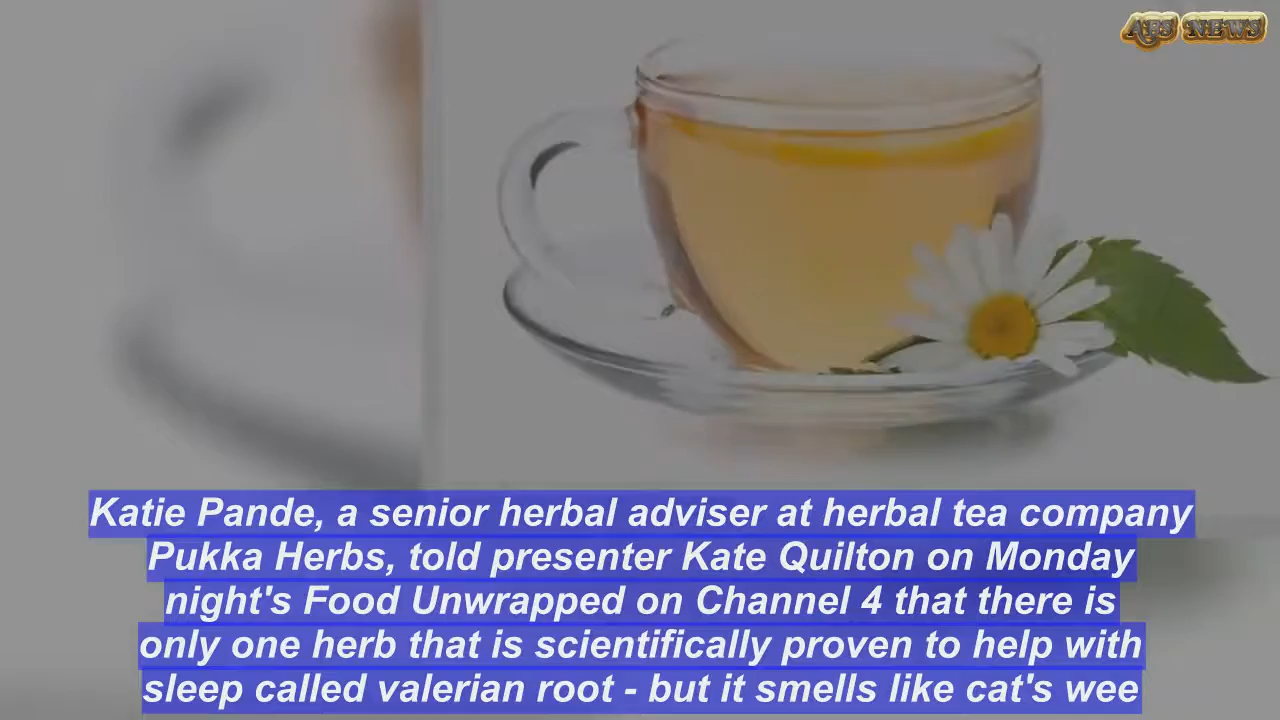 ABS NEWS
Katie Pande, a senior herbal adviser at herbal tea company
Pukka Herbs, told presenter Kate Quilton on Monday
night's Food Unwrapped on Channel 4 that there is
only one herb that is scientifically proven to help with
sleep called valerian root - but it smells like cat's wee